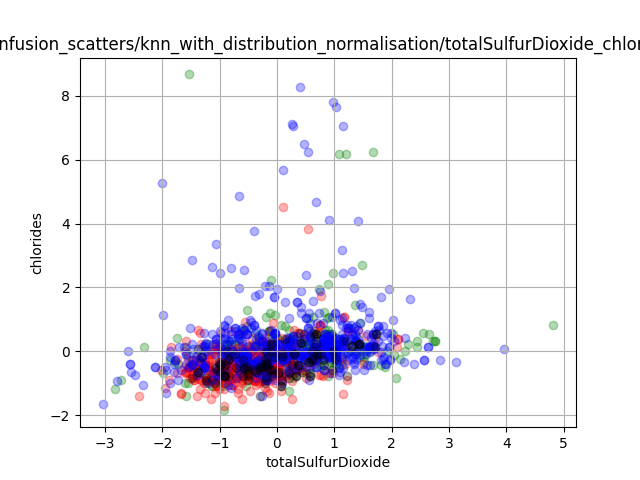 nfusion_scatters/knn_with_distribution_normalisation/totalSulfurDioxide_chlor
8
6
4
2
0
−2
chlorides
−3 −2 −1 0 1 2 3 4 5
totalSulfurDioxide